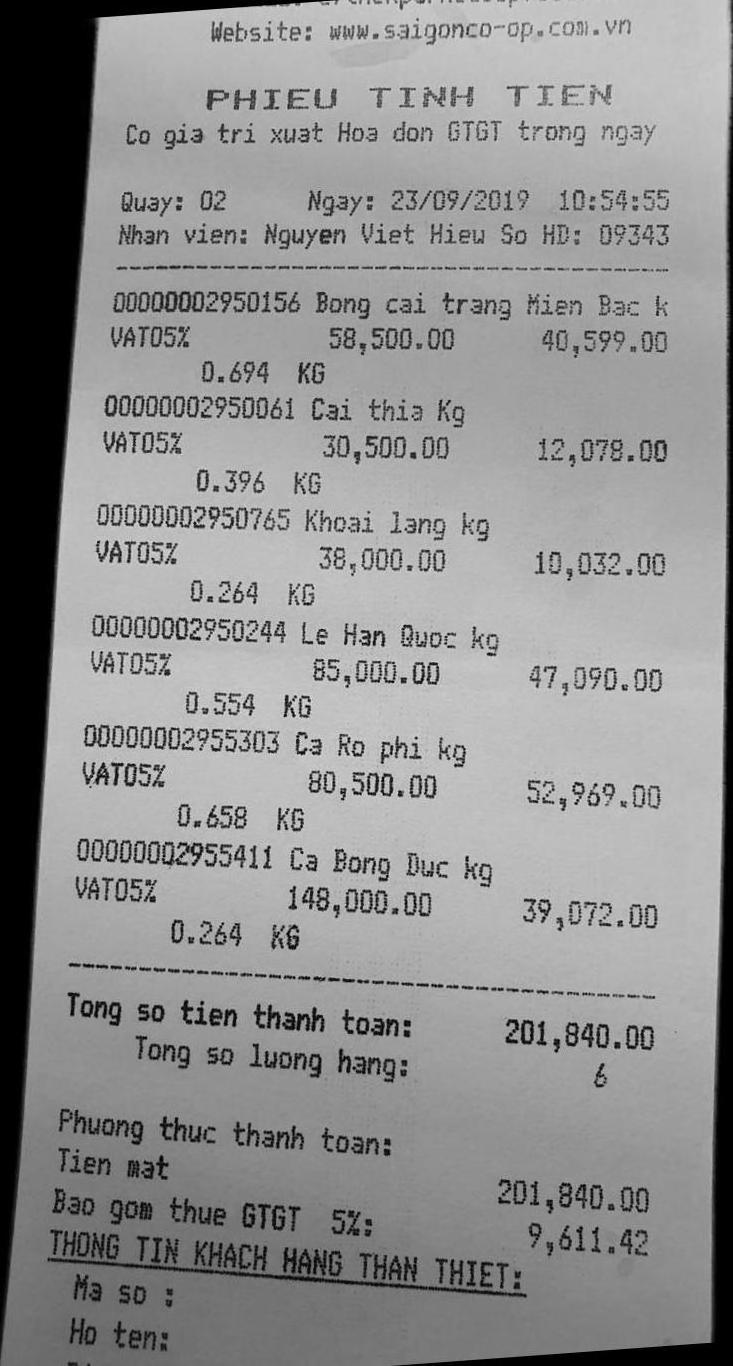 Website: www.saigonco-op.com.vn
PHIEU TINH TIEN
Co gia tri xuat Hoa don GTGT trong ngay
Quay: 02 Ngay: 23/09/2019 10:54:55
Nhan vien: Nguyen Viet Hieu So HD: 09343
00000002950156 Bong cai trang Mien Bac k
VAT05% 58,500.00 40,599.00
0.694 KG
00000002950061 Cai thia Kg
VAT05% 30,500.00 12,078.00
0.396 KG
00000002950765 Khoai lang kg
VAT05% 38,000.00 10,032.00
0.264 KG
00000002950244 Le Han Quoc kg
VAT05% 85,000.00 47,090.00
0.554 KG
00000002955303 Ca Ro phi kg
VAT05% 80,500.00 52,969.00
0.658 KG
00000002955411 Ca Bong Duc kg
VAT05% 148,000.00 39,072.00
0.264 KG
Tong so tien thanh toan: 201,840.00
Tong so luong hang: 6
Phuong thuc thanh toan:
Tien mat 201,840.00
Bao gom thue GTGT 5%: 9,611.42
THONG TIN KHACH HANG THAN THIET:
Ma so :
Ho ten: